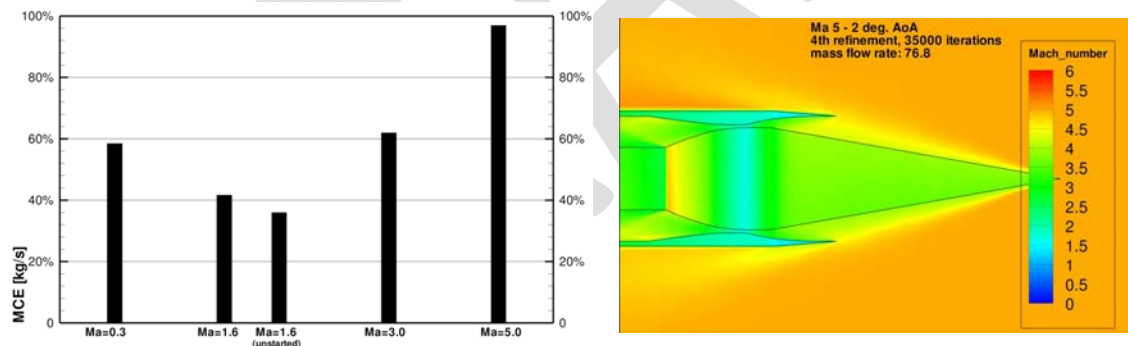 100%
80%
60%
40%
20%
0
MCE [kg/s]
100%
80%
60%
40%
20%
0
Ma=0.3
Ma=1.6
Ma=1.6
(unstarted)
Ma=3.0
Ma=5.0
Ma 5 - 2 deg. AoA
4th refinement, 35000 iterations
mass flow rate: 76.8
Mach_number
6
5.5
5
4.5
4
3.5
3
2.5
2
1.5
1
0.5
0